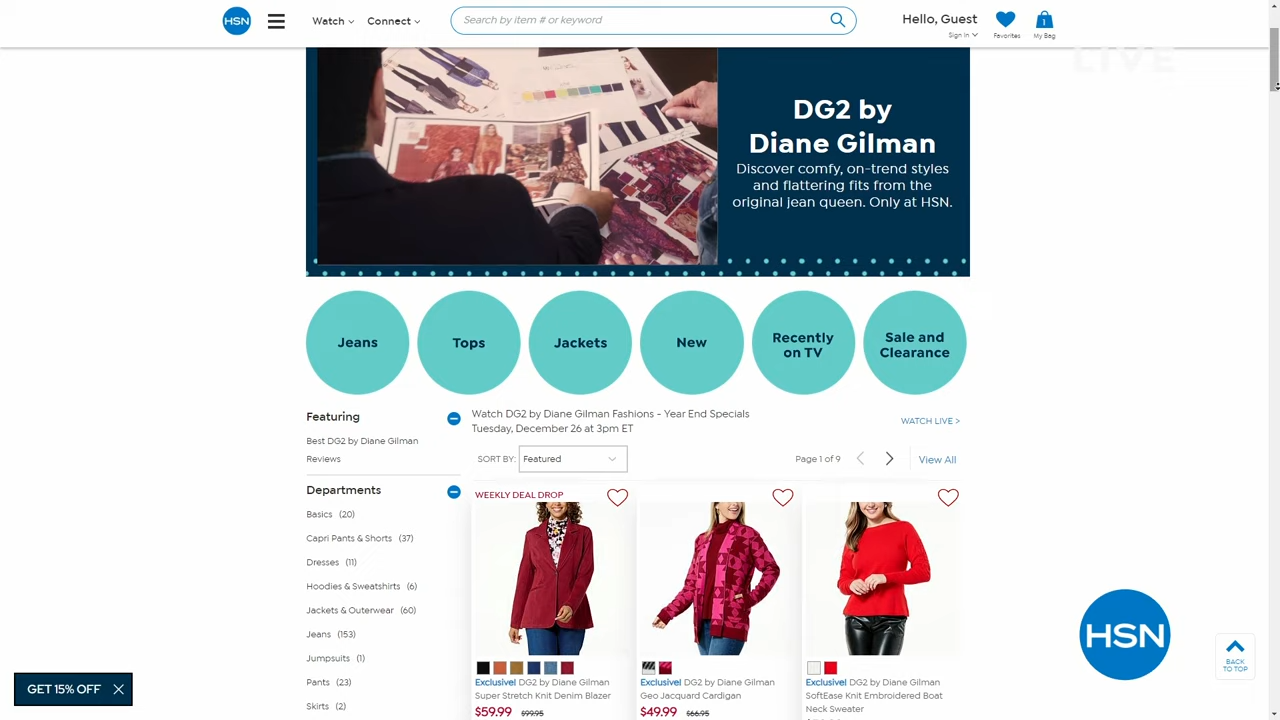 HSN
Watch
Connect
Search by item # or keyword
Hello, Guest
Sign In
Favorites
1
My Bag
LIVE
DG2 by
Diane Gilman
Discover comfy, on-trend styles
and flattering fits from the
original jean queen. Only at HSN.
Jeans
Tops
Jackets
New
Recently
on TV
Sale and
Clearance
Featuring
Best DG2 by Diane Gilman
Reviews
Watch DG2 by Diane Gilman Fashions - Year End Specials
Tuesday, December 26 at 3pm ET
WATCH LIVE >
SORT BY: Featured
Page 1 of 9
View All
Departments
Basics (20)
Capri Pants & Shorts (37)
Dresses (11)
Hoodies & Sweatshirts (6)
Jackets & Outerwear (60)
Jeans (153)
Jumpsuits (1)
Pants (23)
Skirts (2)
WEEKLY DEAL DROP
Exclusive! DG2 by Diane Gilman
Super Stretch Knit Denim Blazer
$59.99 $99.95
Exclusive! DG2 by Diane Gilman
Geo Jacquard Cardigan
$49.99 $66.95
Exclusive! DG2 by Diane Gilman
SoftEase Knit Embroidered Boat
Neck Sweater
HSN
BACK
TO TOP
GET 15% OFF